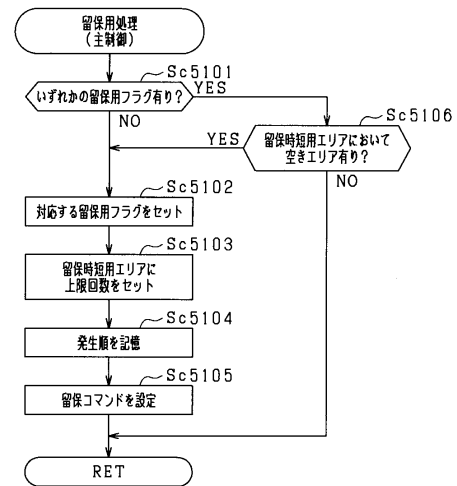 留保用処理
(主制御)
Sc5101
いずれかの留保用フラグ有り?
YES
Sc5106
NO
YES
留保時短用エリアにおいて
空きエリア有り?
NO
Sc5102
対応する留保用フラグをセット
Sc5103
留保時短用エリアに
上限回数をセット
Sc5104
発生順を記憶
Sc5105
留保コマンドを設定
RET